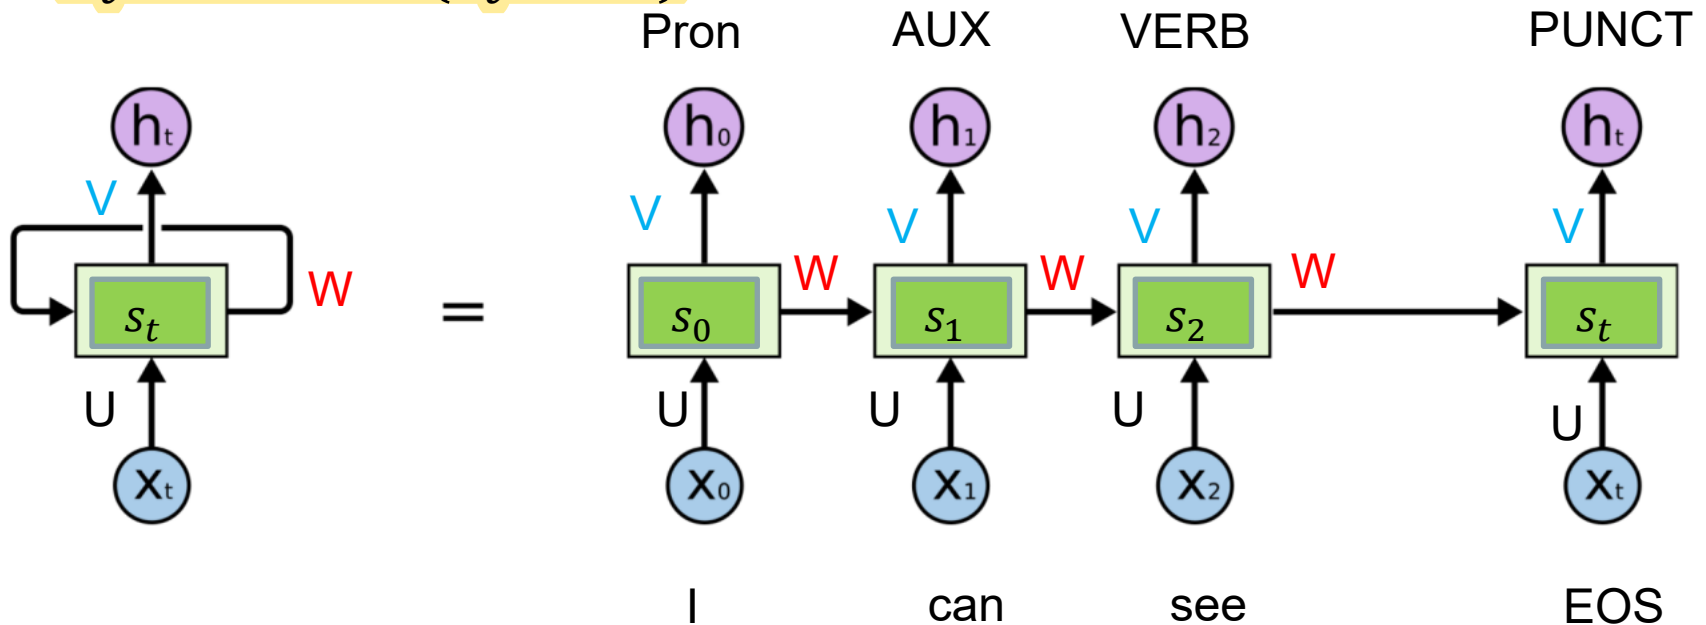 Pron AUX VERB PUNCT
ht h0 h1 h2 ht
V V V V V
W W W W
st = s0 s1 s2 st
U U U U U
xt x0 x1 x2 xt
I can see EOS